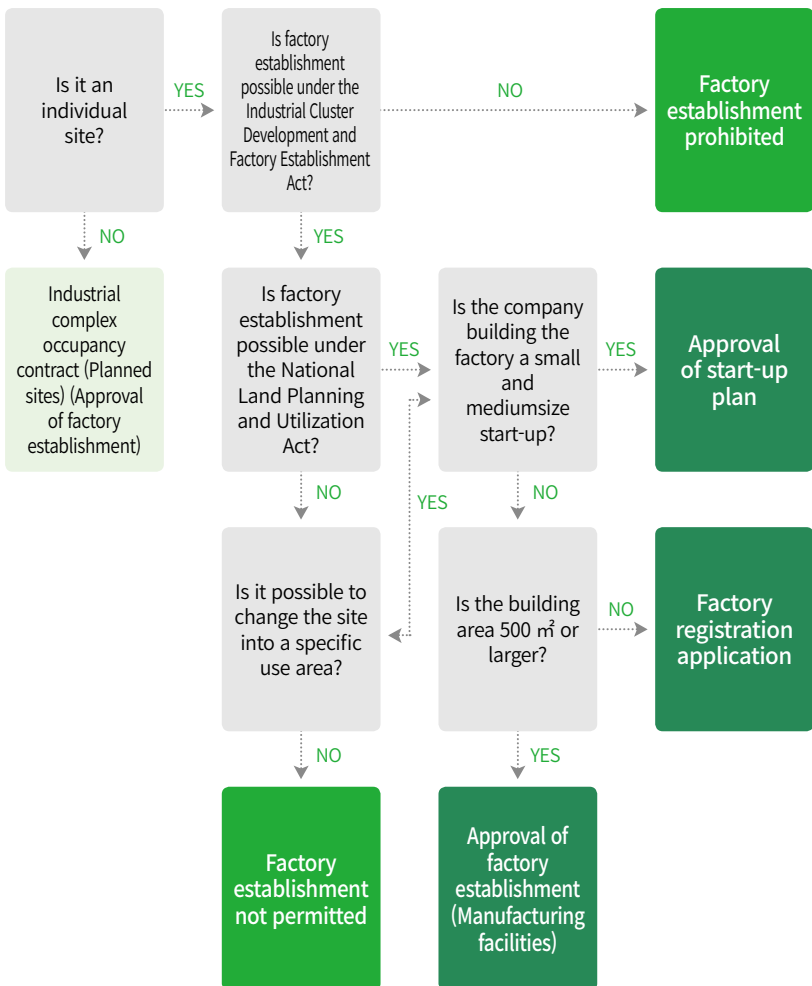 Is it an
individual
site?
YES
Is factory
establishment
possible under the
Industrial Cluster
Development and
Factory Establishment
Act?
NO
Factory
establishment
prohibited
NO
YES
Industrial
complex
occupancy
contract (Planned
sites) (Approval
of factory
establishment)
Is factory
establishment
possible under
the National
Land Planning
and Utilization
Act?
YES
Is the company
building the
factory a small
and
mediumsize
start-up?
YES
Approval
of start-up
plan
NO
YES
NO
Is it possible to
change the site
into a specific
use area?
Is the building
area 500 ㎡ or
larger?
NO
Factory
registration
application
NO
YES
Factory
establishment
not permitted
Approval of
factory
establishment
(Manufacturing
facilities)